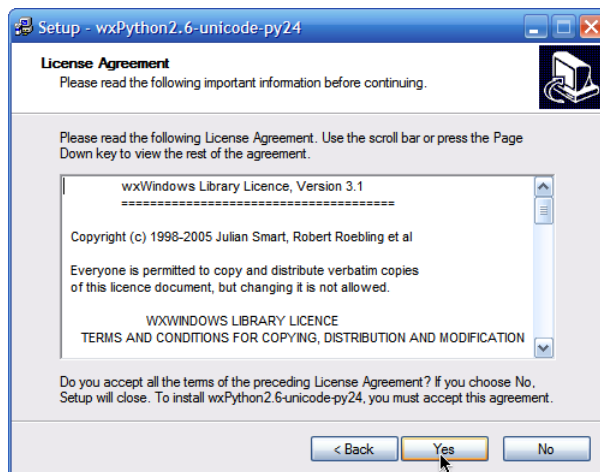 Setup - wxPython2.6-unicode-py24
License Agreement
Please read the following important information before continuing.
Please read the following License Agreement. Use the scroll bar or press the Page
Down key to view the rest of the agreement.
wxWindows Library Licence, Version 3.1
======================================
Copyright (c) 1998-2005 Julian Smart, Robert Roebling et al
Everyone is permitted to copy and distribute verbatim copies
of this licence document, but changing it is not allowed.
WXWINDOWS LIBRARY LICENCE
TERMS AND CONDITIONS FOR COPYING, DISTRIBUTION AND MODIFICATION
Do you accept all the terms of the preceding License Agreement? If you choose No,
Setup will close. To install wxPython2.6-unicode-py24, you must accept this agreement.
< Back Yes No